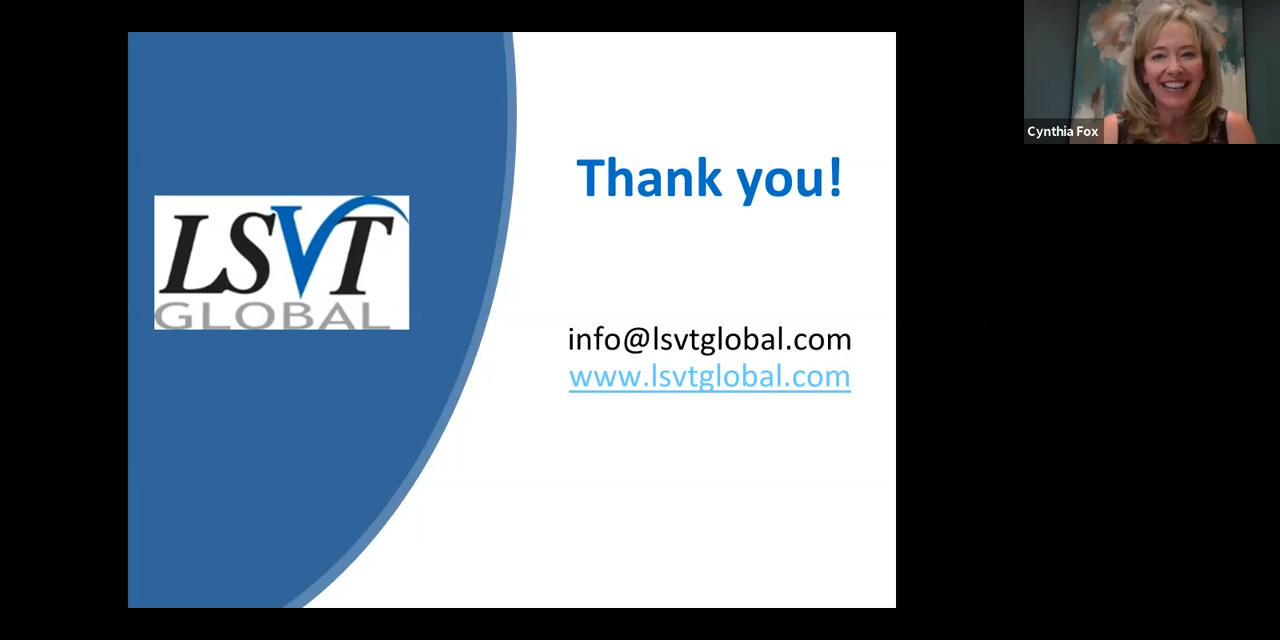 Cynthia Fox
Thank you!
LSVT
GLOBAL
info@lsvtglobal.com
www.lsvtglobal.com